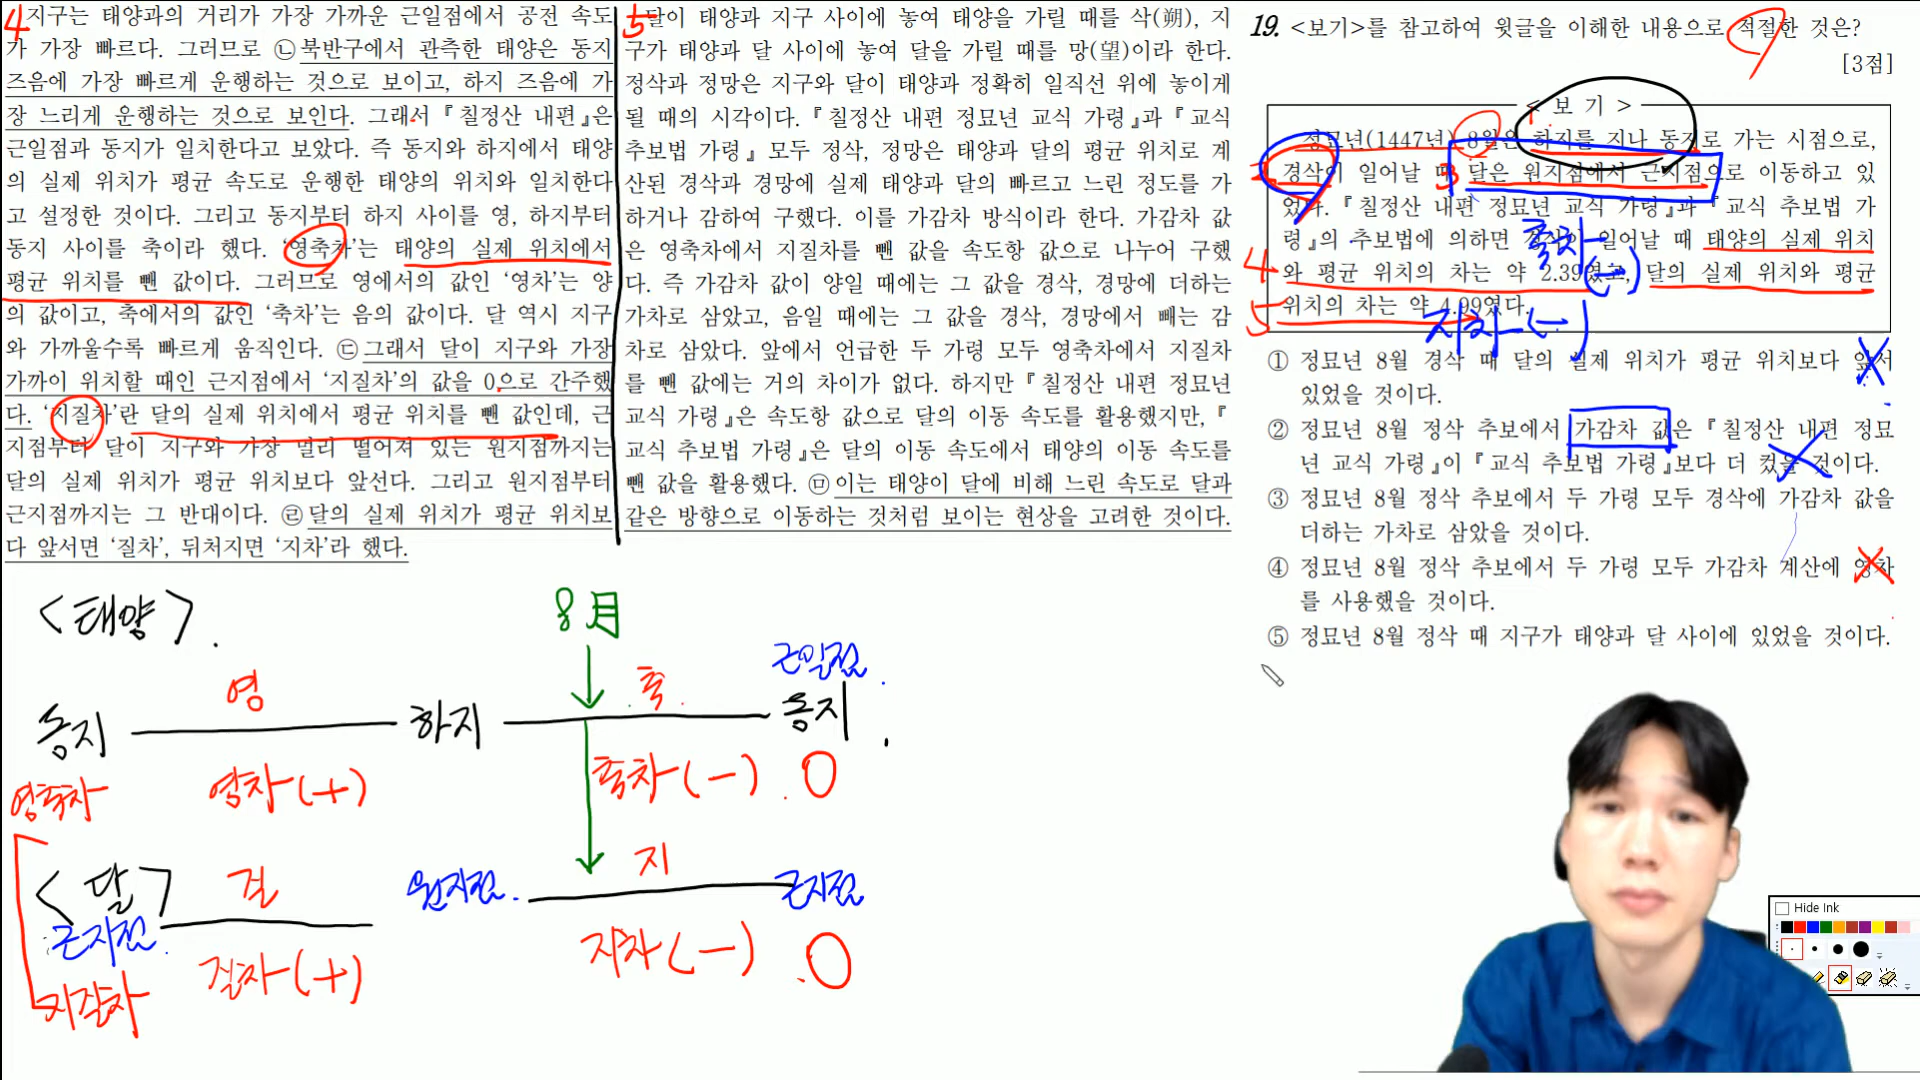 4 지구는 태양과의 거리가 가장 가까운 근일점에서 공전 속도
가 가장 빠르다. 그러므로 ㉡북반구에서 관측한 태양은 동지
즈음에 가장 빠르게 운행하는 것으로 보이고, 하지 즈음에 가
장 느리게 운행하는 것으로 보인다. 그래서 『칠정산 내편』은
근일점과 동지가 일치한다고 보았다. 즉 동지와 하지에서 태양
의 실제 위치가 평균 속도로 운행한 태양의 위치와 일치한다
고 설정한 것이다. 그리고 동지부터 하지 사이를 영, 하지부터
동지 사이를 축이라 했다. ‘영축차’는 태양의 실제 위치에서
평균 위치를 뺀 값이다. 그러므로 영에서의 값인 ‘영차’는 양
의 값이고, 축에서의 값인 ‘축차’는 음의 값이다. 달 역시 지구
와 가까울수록 빠르게 움직인다. ㉢그래서 달이 지구와 가장
가까이 위치할 때인 근지점에서 ‘지질차’의 값을 0으로 간주했
다. ‘지질차’란 달의 실제 위치에서 평균 위치를 뺀 값인데, 근
지점부터 달이 지구와 가장 멀리 떨어져 있는 원지점까지는
달의 실제 위치가 평균 위치보다 앞선다. 그리고 원지점부터
근지점까지는 그 반대이다. ㉣달의 실제 위치가 평균 위치보
다 앞서면 ‘질차’, 뒤처지면 ‘지차’라 했다.
5 달이 태양과 지구 사이에 놓여 태양을 가릴 때를 삭(朔), 지
구가 태양과 달 사이에 놓여 달을 가릴 때를 망(望)이라 한다.
정삭과 정망은 지구와 달이 태양과 정확히 일직선 위에 놓이게
될 때의 시각이다. 『칠정산 내편 정묘년 교식 가령』과 『교식
추보법 가령』 모두 정삭, 정망은 태양과 달의 평균 위치로 계
산된 경삭과 경망에 실제 태양과 달의 빠르고 느린 정도를 가
하거나 감하여 구했다. 이를 가감차 방식이라 한다. 가감차 값
은 영축차에서 지질차를 뺀 값을 속도항 값으로 나누어 구했
다. 즉 가감차 값이 양일 때에는 그 값을 경삭, 경망에 더하는
가차로 삼았고, 음일 때에는 그 값을 경삭, 경망에서 빼는 감
차로 삼았다. 앞에서 언급한 두 가령 모두 영축차에서 지질차
를 뺀 값에는 거의 차이가 없다. 하지만 『칠정산 내편 정묘년
교식 가령』은 속도항 값으로 달의 이동 속도를 활용했지만, 『
교식 추보법 가령』은 달의 이동 속도에서 태양의 이동 속도를
뺀 값을 활용했다. ㉤이는 태양이 달에 비해 느린 속도로 달과
같은 방향으로 이동하는 것처럼 보이는 현상을 고려한 것이다.
19. <보기>를 참고하여 윗글을 이해한 내용으로 적절한 것은?
[3점]
< 보 기 >
정묘년(1447년) 8월은 하지를 지나 동지로 가는 시점으로,
경삭이 일어날 때 3 달은 원지점에서 근지점으로 이동하고 있
었다. 『칠정산 내편 정묘년 교식 가령』과 『교식 추보법 가
령』의 추보법에 의하면 경삭이 일어날 때 태양의 실제 위치
축차
4 와 평균 위치의 차는 약 2.39였고, 달의 실제 위치와 평균
(-)
5 위치의 차는 약 4.99였다.
지차(-)
① 정묘년 8월 경삭 때 달의 실제 위치가 평균 위치보다 앞서
있었을 것이다.
② 정묘년 8월 정삭 추보에서 가감차 값은 『칠정산 내편 정묘
년 교식 가령』이 『교식 추보법 가령』보다 더 컸을 것이다.
③ 정묘년 8월 정삭 추보에서 두 가령 모두 경삭에 가감차 값을
더하는 가차로 삼았을 것이다.
④ 정묘년 8월 정삭 추보에서 두 가령 모두 가감차 계산에 영차
를 사용했을 것이다.
⑤ 정묘년 8월 정삭 때 지구가 태양과 달 사이에 있었을 것이다.
<태양>
8月
영
축
근일점
동지 하지 동지
영축차 영차(+) 축차(-) 0
<달> 질 지
근지점 원지점 근지점
지질차 질차(+) 지차(-) 0
Hide Ink